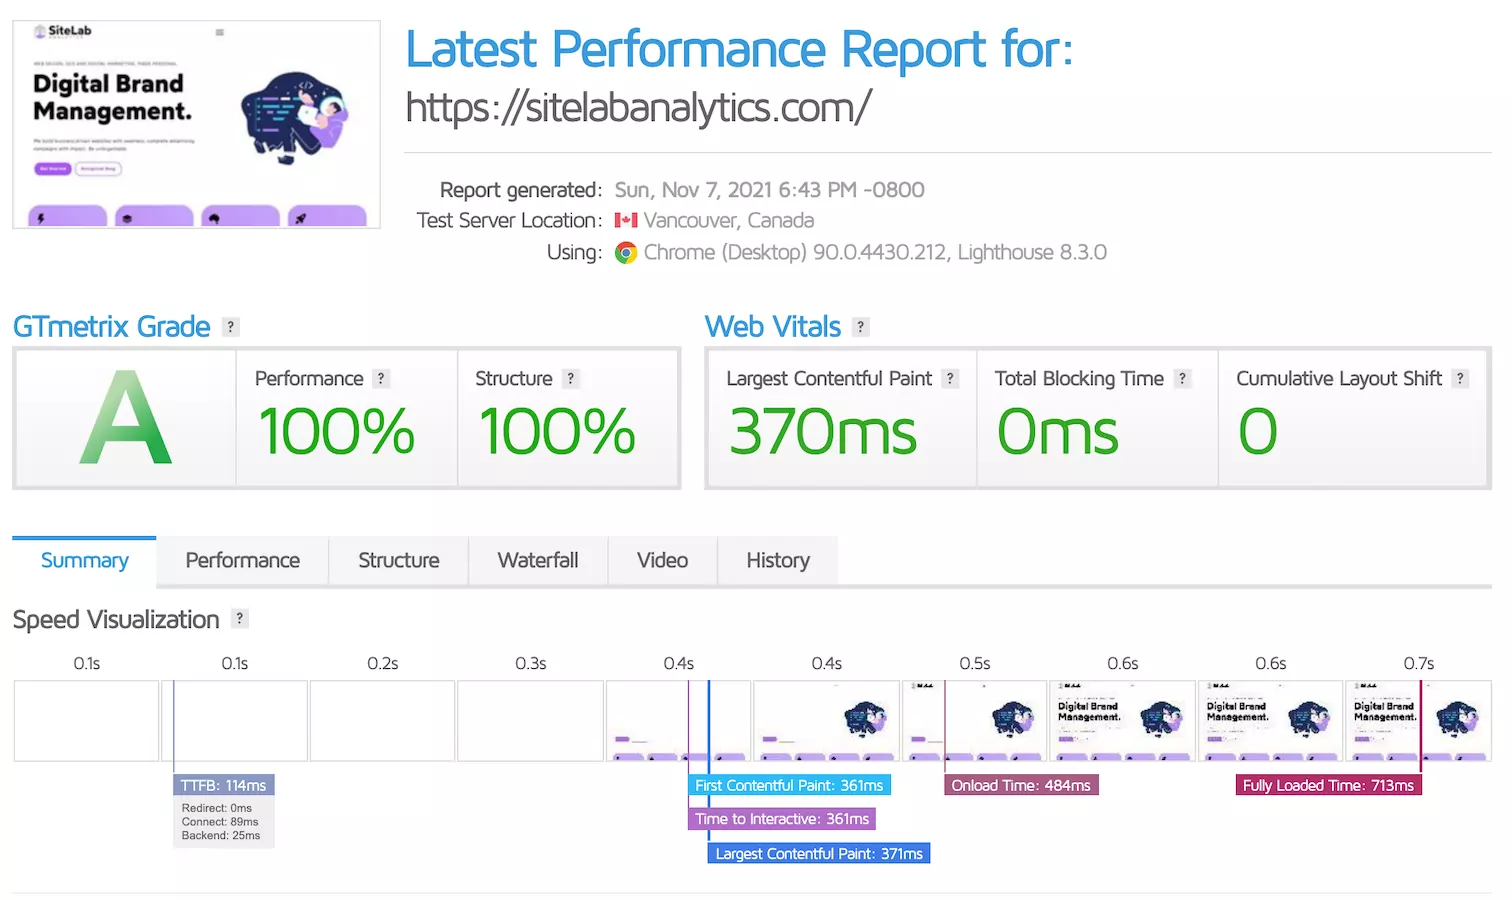 SiteLab
Digital Brand
Management.
Latest Performance Report for:
https://sitelabanalytics.com/
Report generated: Sun, Nov 7, 2021 6:43 PM -0800
Test Server Location: Vancouver, Canada
Using: Chrome (Desktop) 90.0.4430.212, Lighthouse 8.3.0
GTmetrix Grade ?
Web Vitals ?
A
Performance ?
100%
Structure ?
100%
Largest Contentful Paint ?
370ms
Total Blocking Time ?
0ms
Cumulative Layout Shift ?
0
Summary Performance Structure Waterfall Video History
Speed Visualization ?
0.1s 0.1s 0.2s 0.3s 0.4s 0.4s 0.5s 0.6s 0.6s 0.7s
Digital Brand
Management.
Digital Brand
Management.
Digital Brand
Management.
TTFB: 114ms
Redirect: 0ms
Connect: 89ms
Backend: 25ms
First Contentful Paint: 361ms
Time to Interactive: 361ms
Largest Contentful Paint: 371ms
Onload Time: 484ms
Fully Loaded Time: 713ms